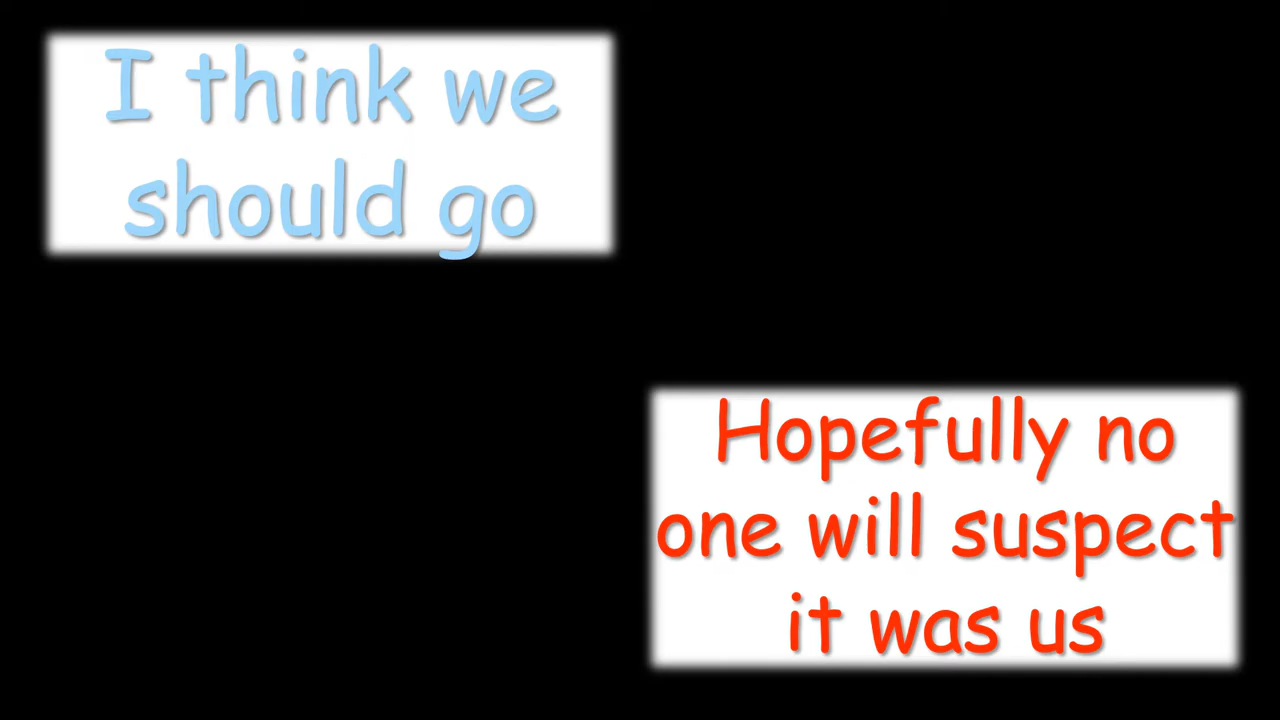 I think we
should go
Hopefully no
one will suspect
it was us